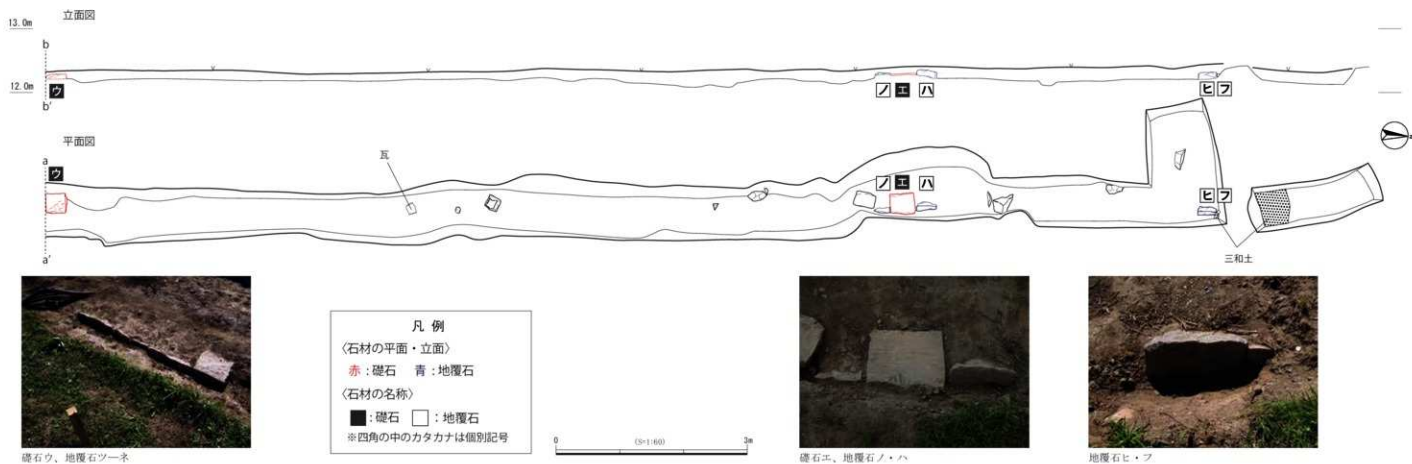 13.0m
立面図
b
ウ
ノ エ ハ
ヒ フ
12.0m
b'
平面図
a
ウ
瓦
ノ エ ハ
ヒ フ
a'
三和土
凡 例
〈石材の平面・立面〉
赤:礎石 青:地覆石
〈石材の名称〉
■:礎石 □:地覆石
※四角の中のカタカナは個別記号
0 (S=1:60) 3m
礎石ウ、地覆石ツーネ
礎石エ、地覆石ノ・ハ
地覆石ヒ・フ